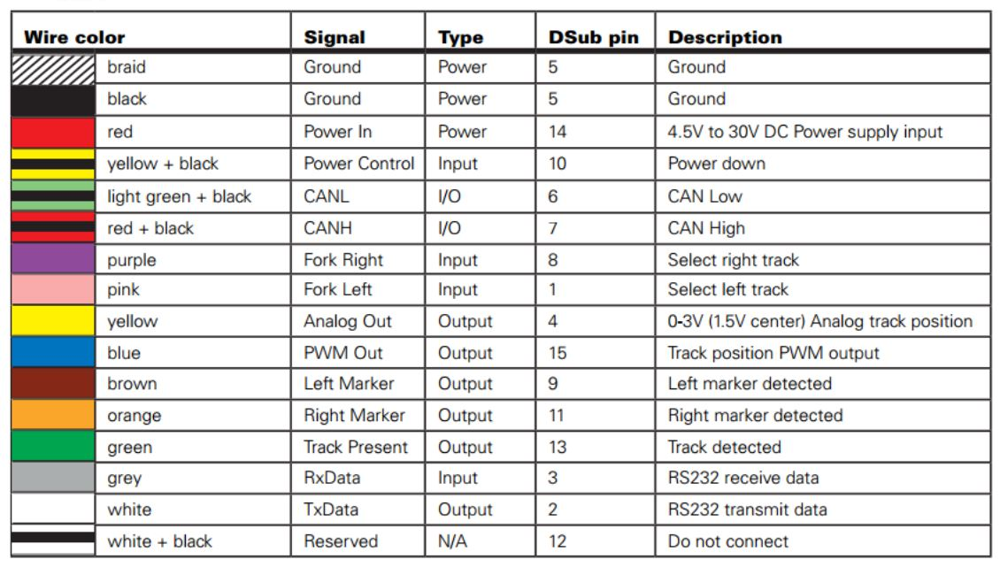 Wire color Signal Type DSub pin Description
braid Ground Power 5 Ground
black Ground Power 5 Ground
red Power In Power 14 4.5V to 30V DC Power supply input
yellow + black Power Control Input 10 Power down
light green + black CANL I/O 6 CAN Low
red + black CANH I/O 7 CAN High
purple Fork Right Input 8 Select right track
pink Fork Left Input 1 Select left track
yellow Analog Out Output 4 0-3V (1.5V center) Analog track position
blue PWM Out Output 15 Track position PWM output
brown Left Marker Output 9 Left marker detected
orange Right Marker Output 11 Right marker detected
green Track Present Output 13 Track detected
grey RxData Input 3 RS232 receive data
white TxData Output 2 RS232 transmit data
white + black Reserved N/A 12 Do not connect